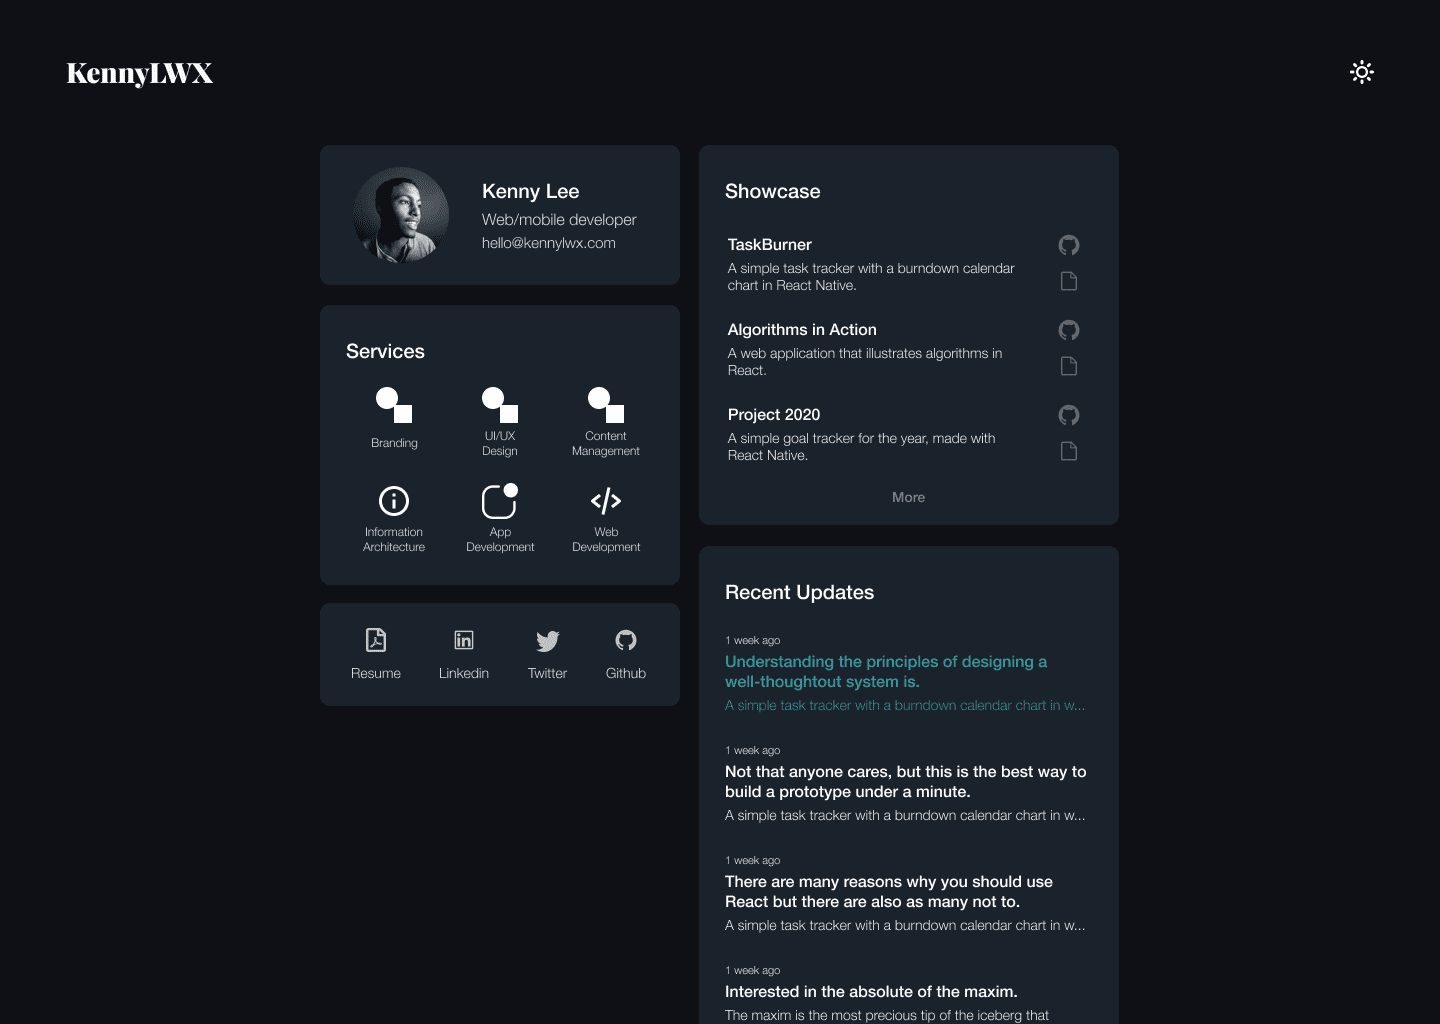 KennyLWX
Kenny Lee
Web/mobile developer
hello@kennylwx.com
Services
Branding
UI/UX
Design
Content
Management
Information
Architecture
App
Development
Web
Development
Resume
Linkedin
Twitter
Github
Showcase
TaskBurner
A simple task tracker with a burndown calendar
chart in React Native.
Algorithms in Action
A web application that illustrates algorithms in
React.
Project 2020
A simple goal tracker for the year, made with
React Native.
More
Recent Updates
1 week ago
Understanding the principles of designing a
well-thoughtout system is.
A simple task tracker with a burndown calendar chart in w...
1 week ago
Not that anyone cares, but this is the best way to
build a prototype under a minute.
A simple task tracker with a burndown calendar chart in w...
1 week ago
There are many reasons why you should use
React but there are also as many not to.
A simple task tracker with a burndown calendar chart in w...
1 week ago
Interested in the absolute of the maxim.
The maxim is the most precious tip of the iceberg that